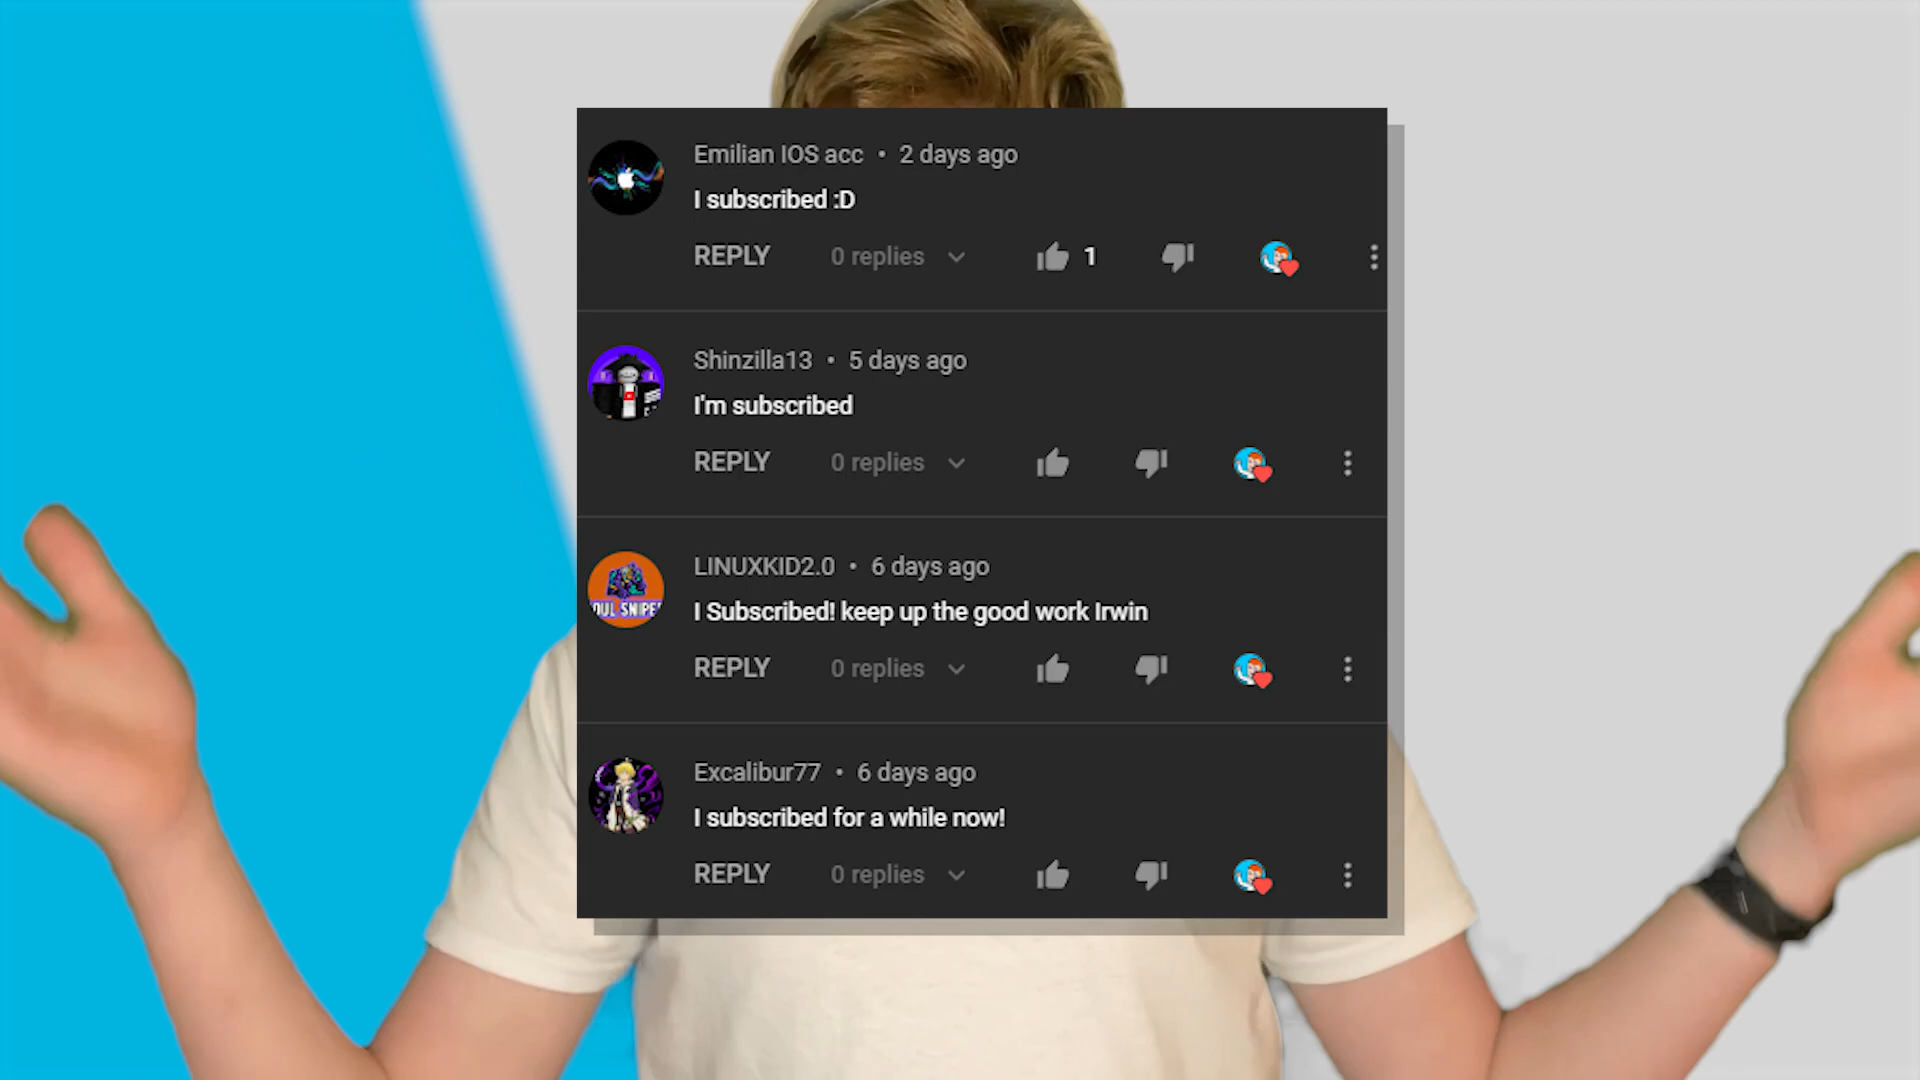 Emilian IOS acc • 2 days ago
I subscribed :D
REPLY 0 replies 1
Shinzilla13 • 5 days ago
I'm subscribed
REPLY 0 replies
LINUXKID2.0 • 6 days ago
OUL SNIPE
I Subscribed! keep up the good work Irwin
REPLY 0 replies
Excalibur77 • 6 days ago
I subscribed for a while now!
REPLY 0 replies